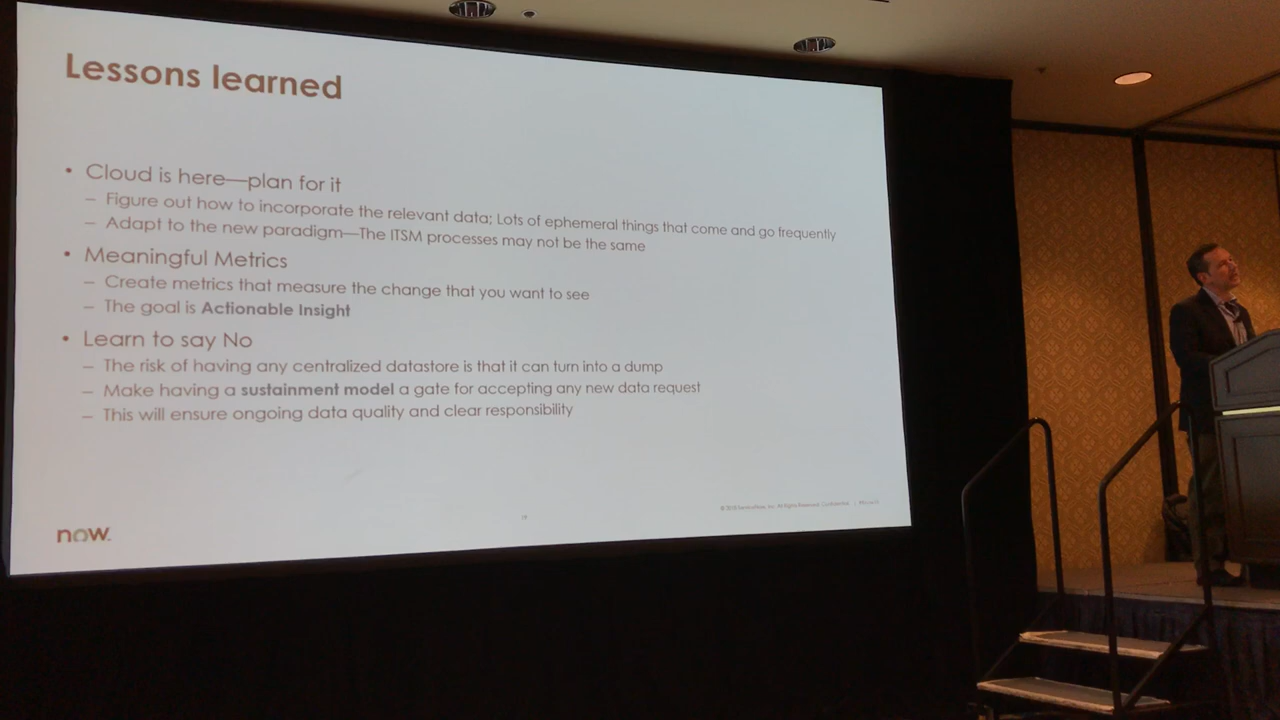 Lessons learned
• Cloud is here—plan for it
– Figure out how to incorporate the relevant data; Lots of ephemeral things that come and go frequently
– Adapt to the new paradigm—The ITSM processes may not be the same
• Meaningful Metrics
– Create metrics that measure the change that you want to see
– The goal is Actionable Insight
• Learn to say No
– The risk of having any centralized datastore is that it can turn into a dump
– Make having a sustainment model a gate for accepting any new data request
– This will ensure ongoing data quality and clear responsibility
now.